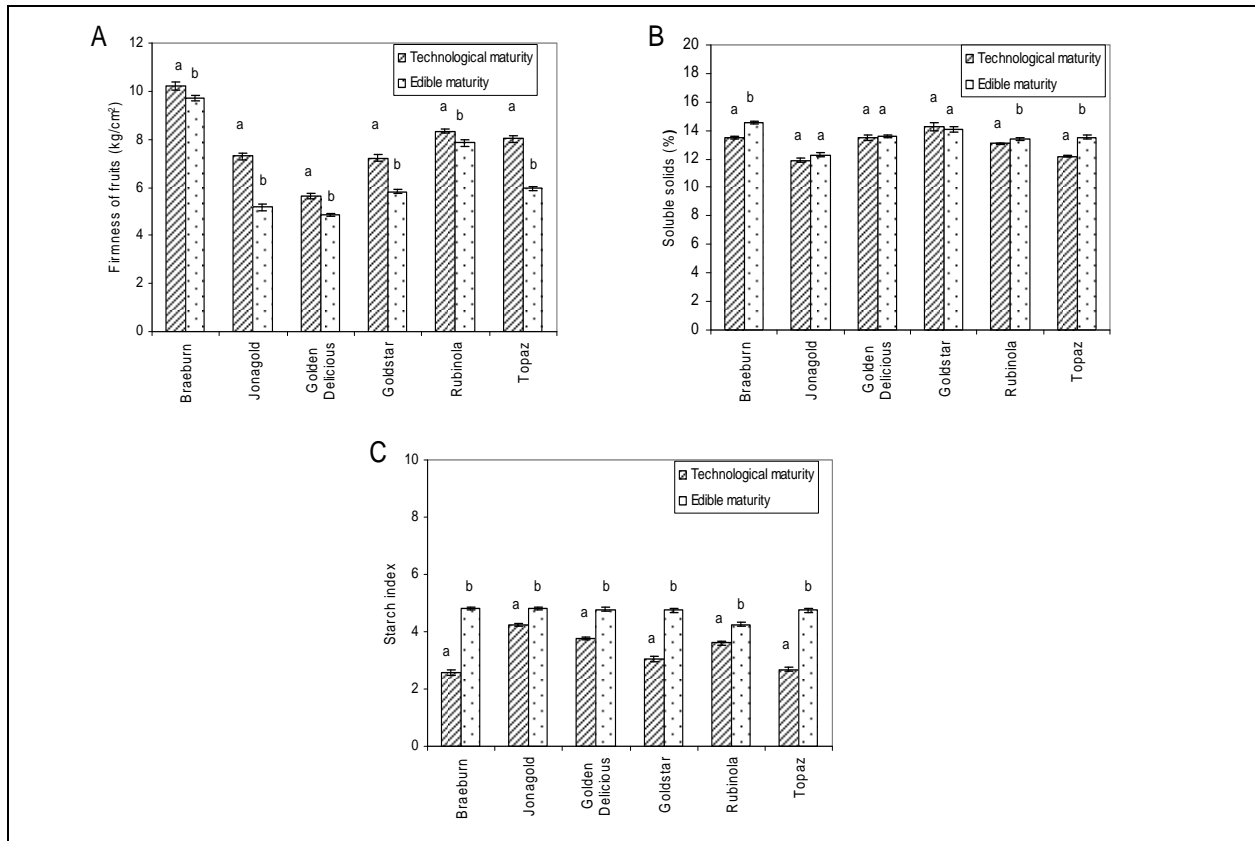 A
Firmness of fruits (kg/cm²)
12
10
8
6
4
2
0
Technological maturity
Edible maturity
a b
a b
a b
a b
a b
a b
Braeburn
Jonagold
Golden
Delicious
Goldstar
Rubinola
Topaz
B
Soluble solids (%)
20
18
16
14
12
10
8
6
4
2
0
Technological maturity
Edible maturity
a b
a a
a a
a a
a b
a b
Braeburn
Jonagold
Golden
Delicious
Goldstar
Rubinola
Topaz
C
Starch index
10
8
6
4
2
0
Technological maturity
Edible maturity
a b
a b
a b
a b
a b
a b
Braeburn
Jonagold
Golden
Delicious
Goldstar
Rubinola
Topaz